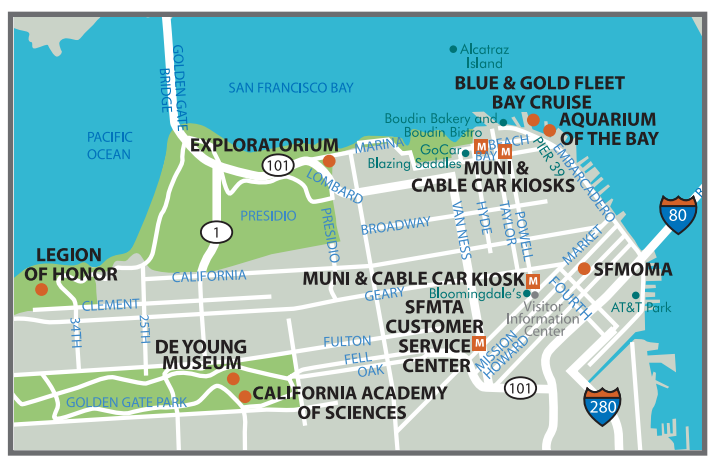 Alcatraz
Island
GOLDEN GATE
BRIDGE
SAN FRANCISCO BAY
BLUE & GOLD FLEET
BAY CRUISE
AQUARIUM
OF THE BAY
Boudin Bakery and
Boudin Bistro
PACIFIC
OCEAN
EXPLORATORIUM
101
MARINA
GoCar
Blazing Saddles
M
BEACH
BAY
M
PIER 39
EMBARCADERO
MUNI &
CABLE CAR KIOSKS
LOMBARD
PRESIDIO
PRESIDIO
1
BROADWAY
VAN NESS
HYDE
TAYLOR
POWELL
80
LEGION
OF HONOR
CALIFORNIA
MARKET
SFMOMA
MUNI & CABLE CAR KIOSK
M
GEARY
Bloomingdale's
FOURTH
CLEMENT
34TH
25TH
Visitor
Information
Center
AT&T Park
SFMTA
CUSTOMER
SERVICE
CENTER
M
MISSION
HOWARD
FULTON
FELL
OAK
DE YOUNG
MUSEUM
CALIFORNIA ACADEMY
OF SCIENCES
GOLDEN GATE PARK
101
280